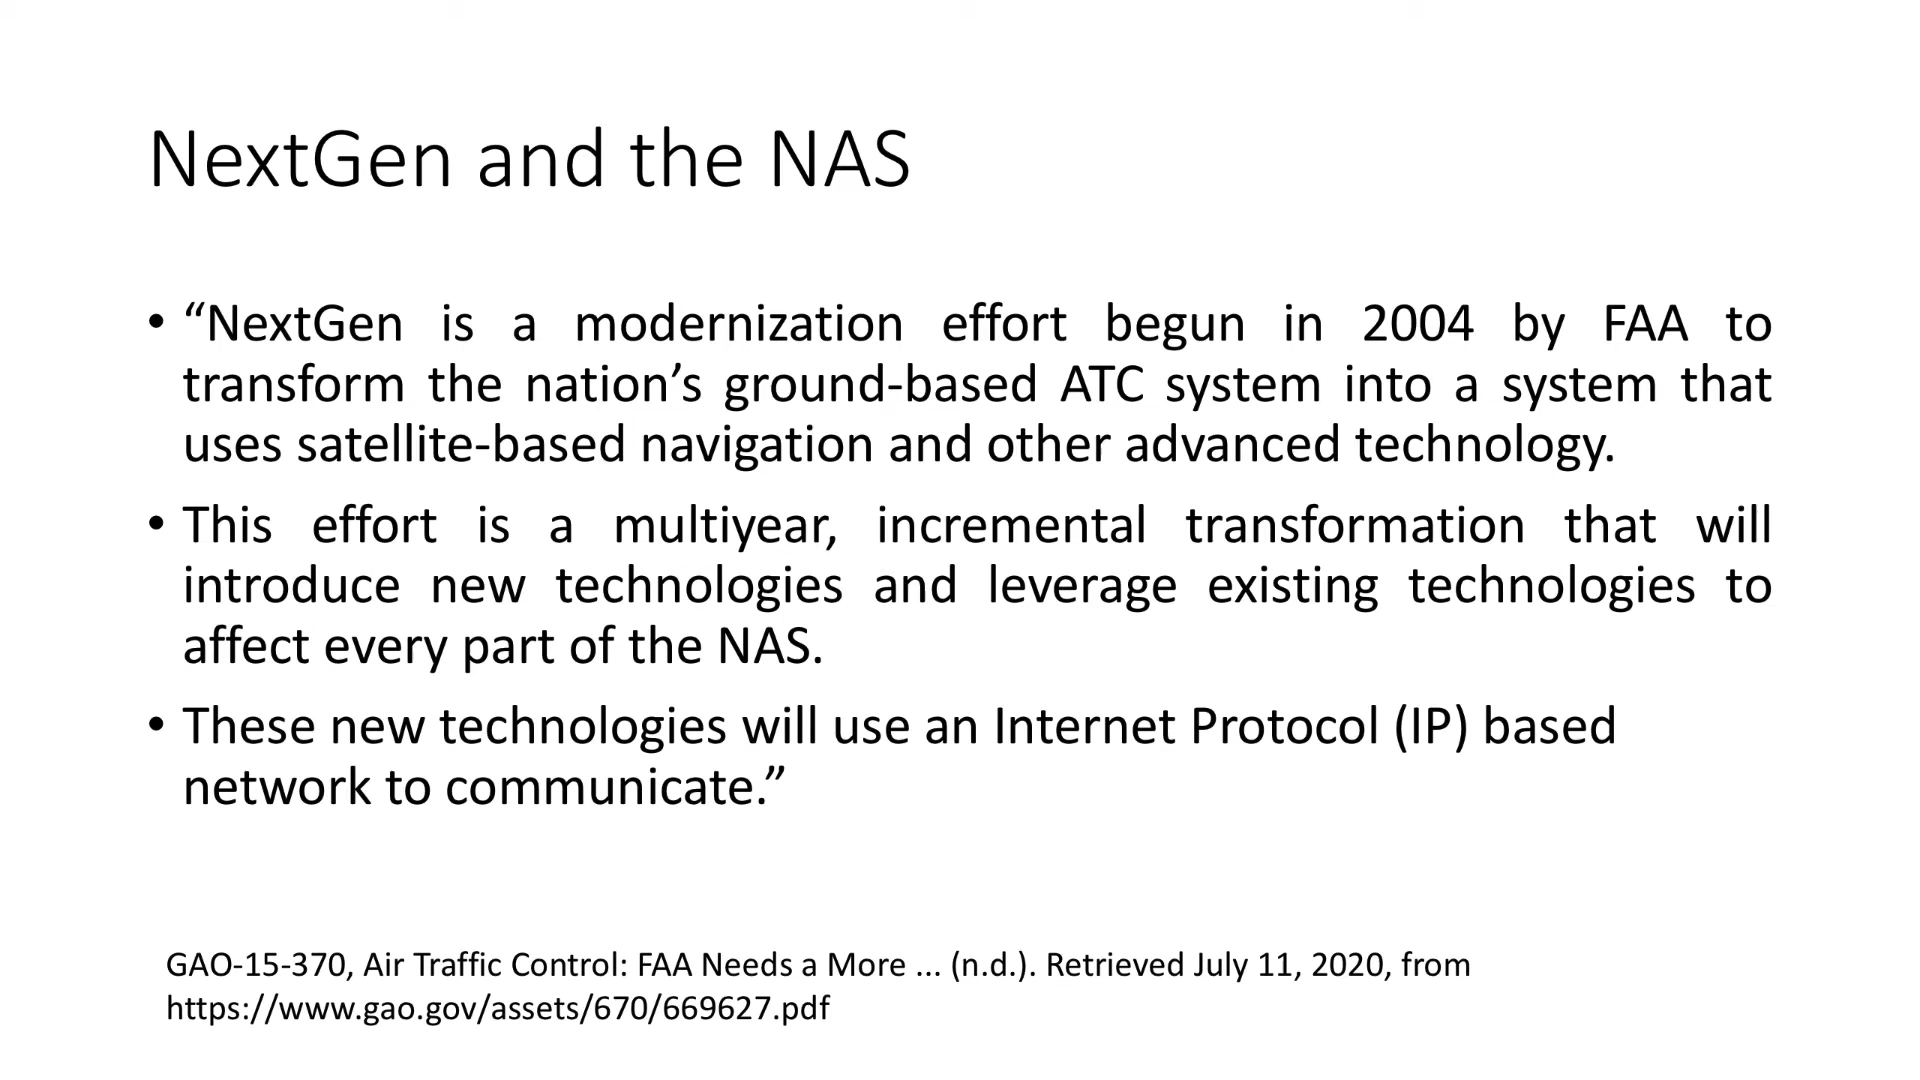 NextGen and the NAS
• “NextGen is a modernization effort begun in 2004 by FAA to
transform the nation’s ground-based ATC system into a system that
uses satellite-based navigation and other advanced technology.
• This effort is a multiyear, incremental transformation that will
introduce new technologies and leverage existing technologies to
affect every part of the NAS.
• These new technologies will use an Internet Protocol (IP) based
network to communicate.”
GAO-15-370, Air Traffic Control: FAA Needs a More ... (n.d.). Retrieved July 11, 2020, from
https://www.gao.gov/assets/670/669627.pdf